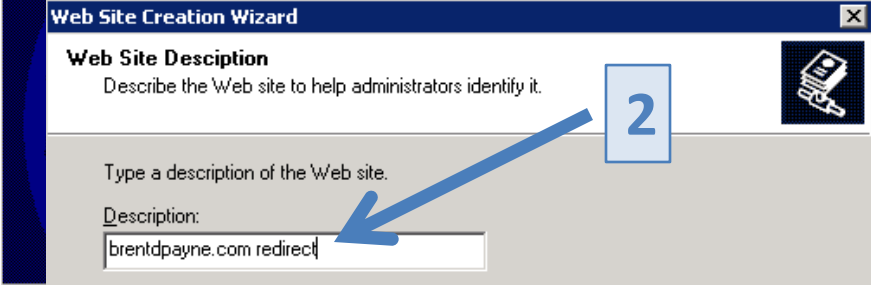 Web Site Creation Wizard
Web Site Desciption
Describe the Web site to help administrators identify it.
2
Type a description of the Web site.
Description:
brentdpayne.com redirect